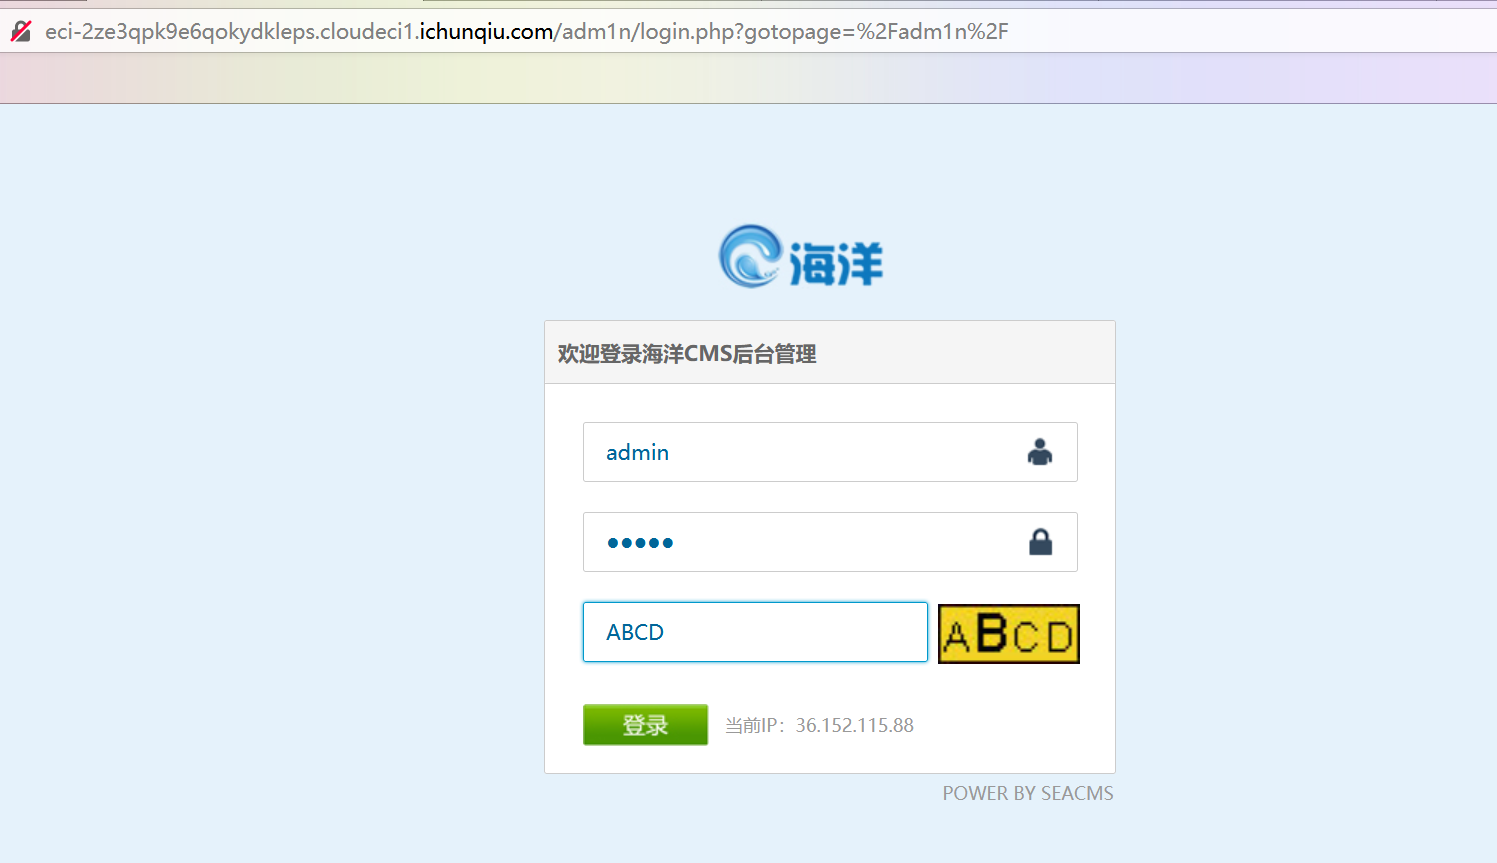 eci-2ze3qpk9e6qokydkleps.cloudeci1.ichunqiu.com/adm1n/login.php?gotopage=%2Fadm1n%2F
海洋
欢迎登录海洋CMS后台管理
admin
ABCD ABCD
登录 当前IP：36.152.115.88
POWER BY SEACMS